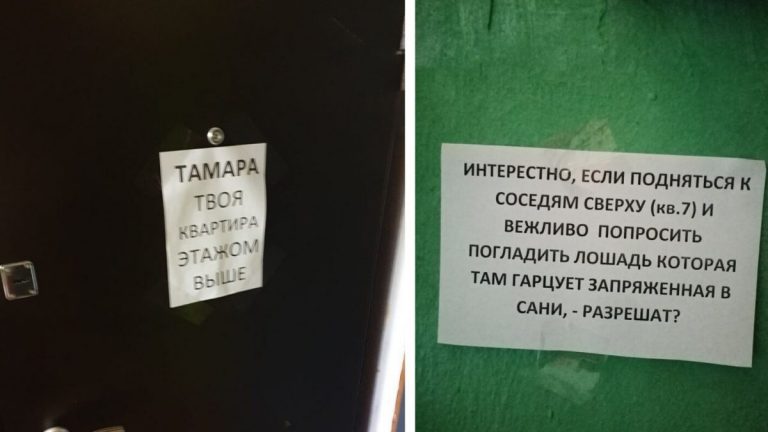 ТАМАРА
ТВОЯ
КВАРТИРА
ЭТАЖОМ
ВЫШЕ
ИНТЕРЕСТНО, ЕСЛИ ПОДНЯТЬСЯ К
СОСЕДЯМ СВЕРХУ (кв.7) И
ВЕЖЛИВО ПОПРОСИТЬ
ПОГЛАДИТЬ ЛОШАДЬ КОТОРАЯ
ТАМ ГАРЦУЕТ ЗАПРЯЖЕННАЯ В
САНИ, - РАЗРЕШАТ?